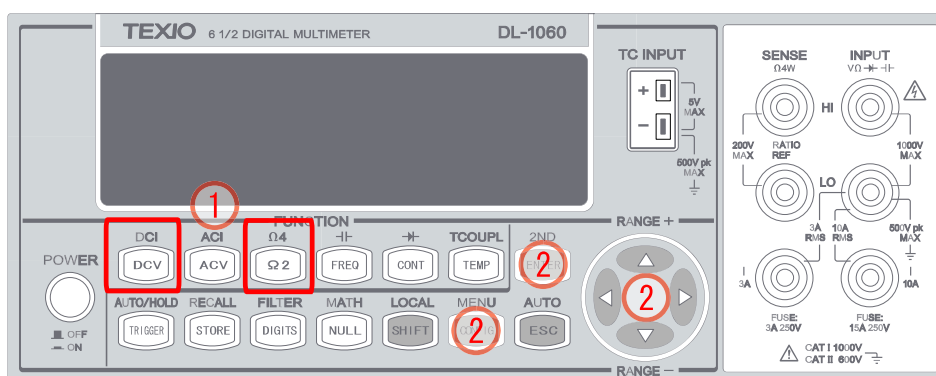 TEXIO 6 1/2 DIGITAL MULTIMETER DL-1060
TC INPUT
+
5V
MAX
−
500V pk
MAX
SENSE
Ω4W
INPUT
VΩ
HI
200V
MAX
RATIO
REF
1000V
MAX
LO
3A
RMS
10A
RMS
500V pk
MAX
3A
10A
FUSE:
3A 250V
FUSE:
15A 250V
CAT I 1000V
CAT II 600V
1
FUNCTION
DCI ACI Ω4 TCOUPL 2ND
POWER
DCV ACV Ω2 FREQ CONT TEMP ENTER
2
AUTO/HOLD RECALL FILTER MATH LOCAL MENU AUTO
TRIGGER STORE DIGITS NULL SHIFT CONFIG ESC
2
OFF
ON
RANGE +
2
RANGE −